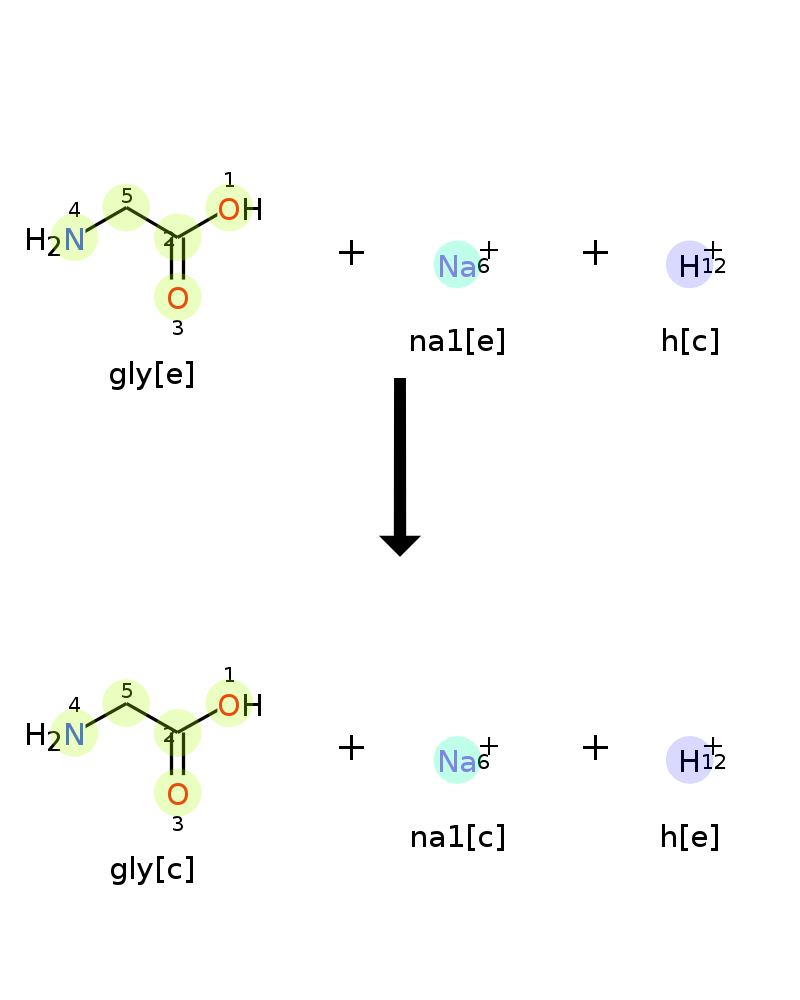 1
4 5 OH
H2N 2 + Na+ 6 + H+ 12
O
3
na1[e] h[c]
gly[e]
1
4 5 OH
H2N 2 + Na+ 6 + H+ 12
O
3
na1[c] h[e]
gly[c]